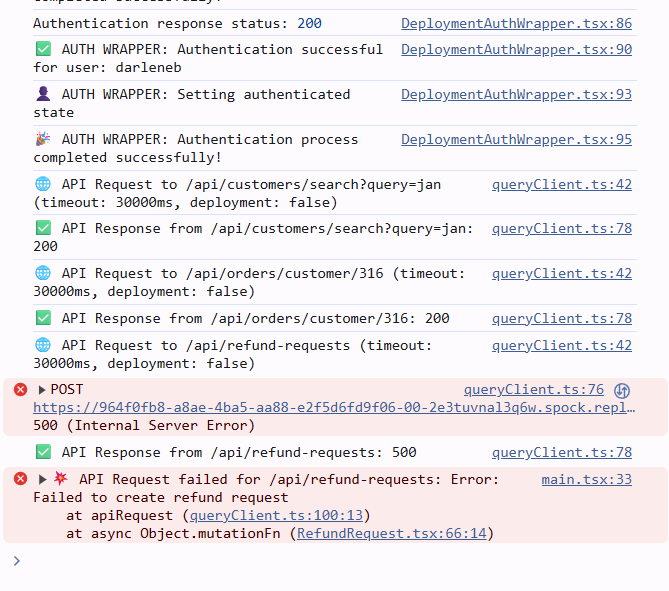 completed successfully!
Authentication response status: 200 DeploymentAuthWrapper.tsx:86
✅ AUTH WRAPPER: Authentication successful DeploymentAuthWrapper.tsx:90
for user: darleneb
👤 AUTH WRAPPER: Setting authenticated DeploymentAuthWrapper.tsx:93
state
🎉 AUTH WRAPPER: Authentication process DeploymentAuthWrapper.tsx:95
completed successfully!
🌐 API Request to /api/customers/search?query=jan queryClient.ts:42
(timeout: 30000ms, deployment: false)
✅ API Response from /api/customers/search?query=jan: queryClient.ts:78
200
🌐 API Request to /api/orders/customer/316 (timeout: queryClient.ts:42
30000ms, deployment: false)
✅ API Response from /api/orders/customer/316: 200 queryClient.ts:78
🌐 API Request to /api/refund-requests (timeout: queryClient.ts:42
30000ms, deployment: false)
POST queryClient.ts:76
https://964f0fb8-a8ae-4ba5-aa88-e2f5d6fd9f06-00-2e3tuvnal3q6w.spock.repl…
500 (Internal Server Error)
✅ API Response from /api/refund-requests: 500 queryClient.ts:78
💥 API Request failed for /api/refund-requests: Error: main.tsx:33
Failed to create refund request
at apiRequest (queryClient.ts:100:13)
at async Object.mutationFn (RefundRequest.tsx:66:14)